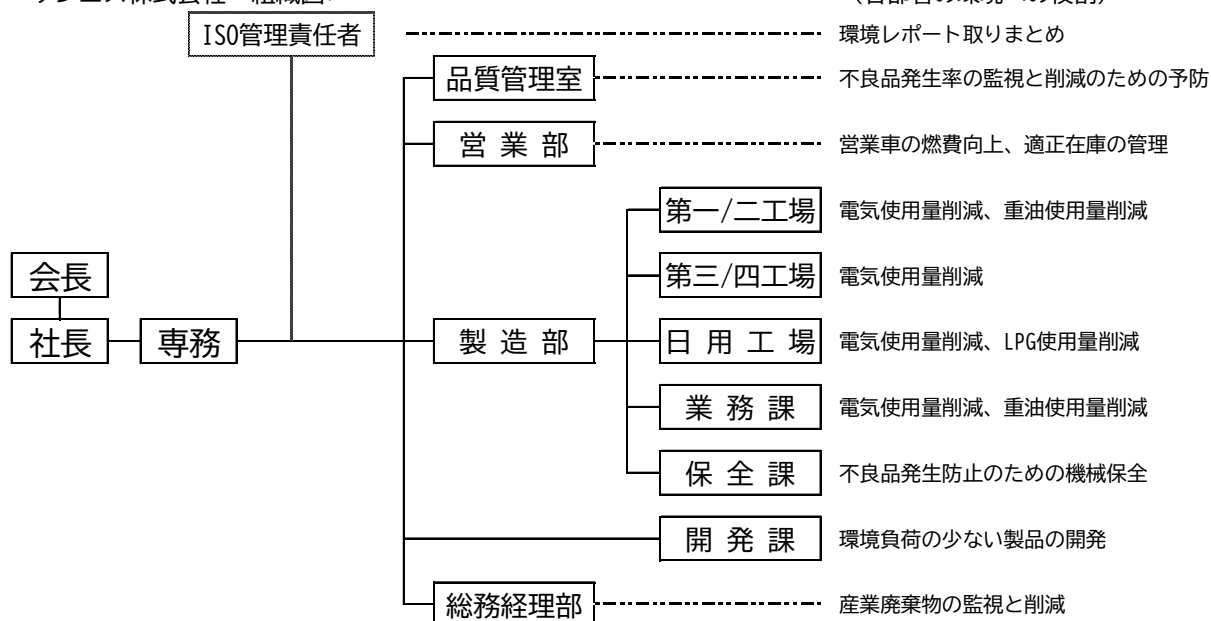 ISO管理責任者 環境レポート取りまとめ
品質管理室 不良品発生率の監視と削減のための予防
営業部 営業車の燃費向上、適正在庫の管理
第一/二工場 電気使用量削減、重油使用量削減
会長
第三/四工場 電気使用量削減
社長 専務 製造部 日用工場 電気使用量削減、LPG使用量削減
業務課 電気使用量削減、重油使用量削減
保全課 不良品発生防止のための機械保全
開発課 環境負荷の少ない製品の開発
総務経理部 産業廃棄物の監視と削減